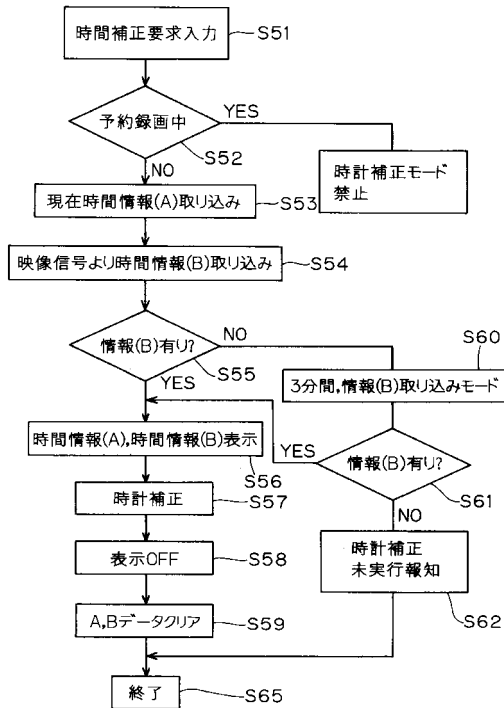 時間補正要求入力
S51
予約録画中
YES
S52
NO
時計補正モード
禁止
現在時間情報(A)取り込み
S53
映像信号より時間情報(B)取り込み
S54
情報(B)有り?
NO
S55
YES
S60
3分間,情報(B)取り込みモード
時間情報(A),時間情報(B)表示
S56
YES
情報(B)有り?
S61
NO
時計補正
S57
表示OFF
S58
時計補正
未実行報知
S62
A,Bデータクリア
S59
終了
S65